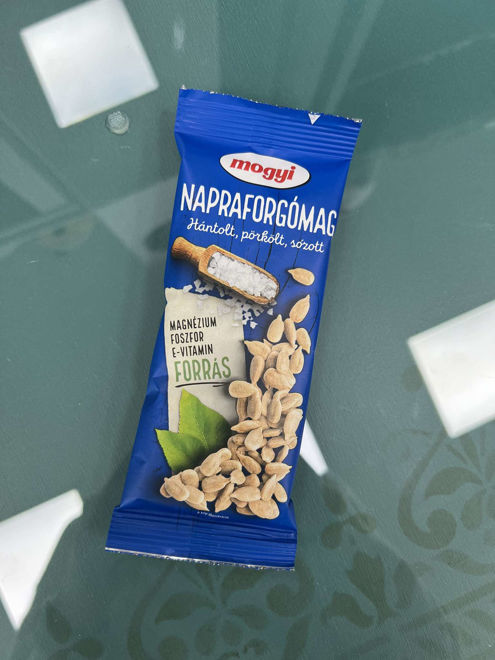 mogyi
NAPRAFORGÓMAG
Hántolt, pörkölt, sózott
MAGNÉZIUM
FOSZFOR
E-VITAMIN
FORRÁS